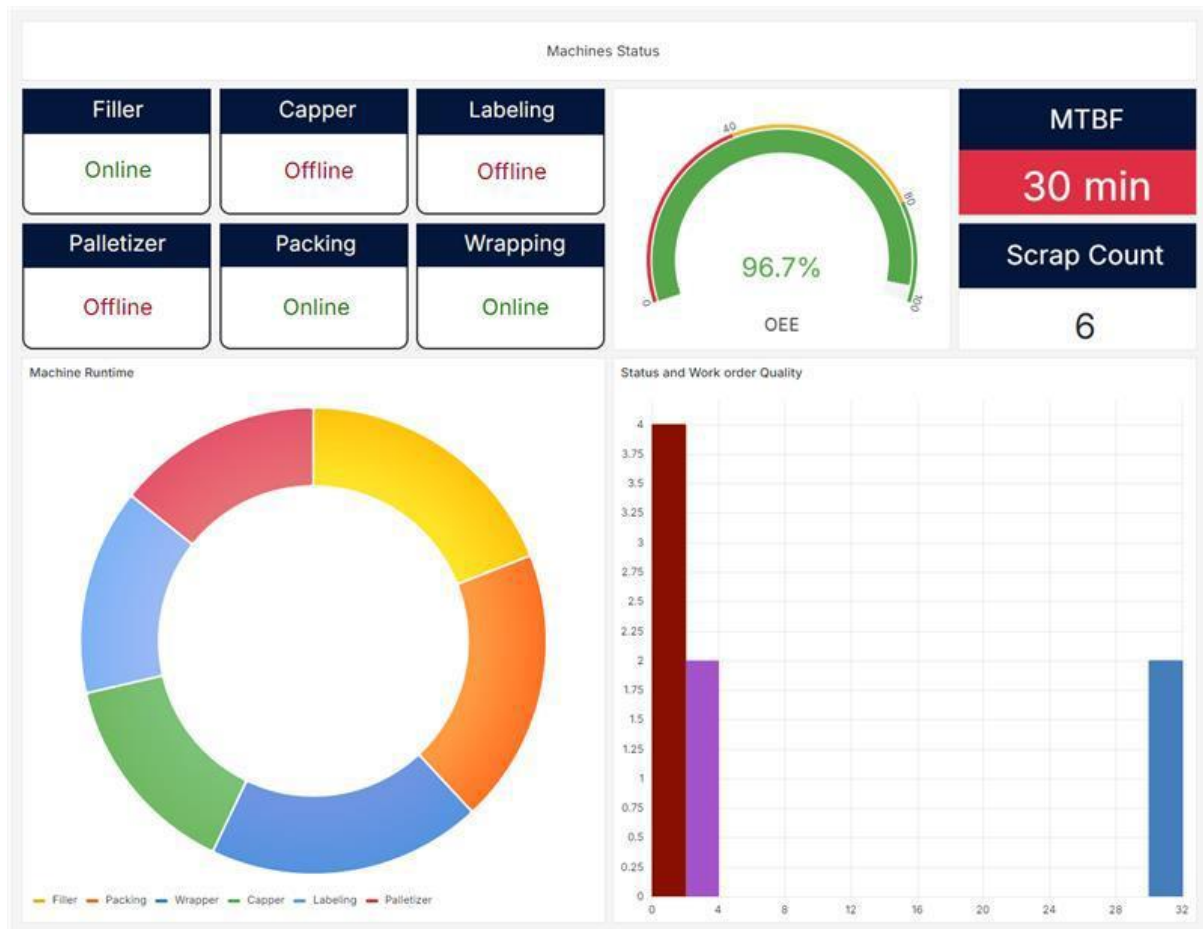 Machines Status
Filler
Capper
Labeling
Online
Offline
Offline
Palletizer
Packing
Wrapping
Offline
Online
Online
0
40
80
100
96.7%
OEE
MTBF
30 min
Scrap Count
6
Machine Runtime
Filler Packing Wrapper Capper Labeling Palletizer
Status and Work order Quality
4
3.75
3.5
3.25
3
2.75
2.5
2.25
2
1.75
1.5
1.25
1
0.75
0.5
0.25
0
0 4 8 12 16 20 24 28 32